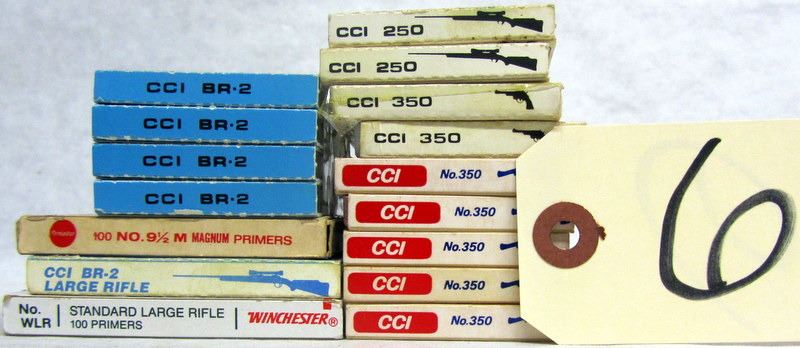 CCI BR-2
CCI BR-2
CCI BR-2
CCI BR-2
100 NO. 9½ M MAGNUM PRIMERS
CCI BR-2
LARGE RIFLE
No. WLR
STANDARD LARGE RIFLE
100 PRIMERS
WINCHESTER®
CCI 250
CCI 250
CCI 350
CCI 350
CCI No.350
CCI No.350
CCI No.350
CCI No.350
CCI No.350
6